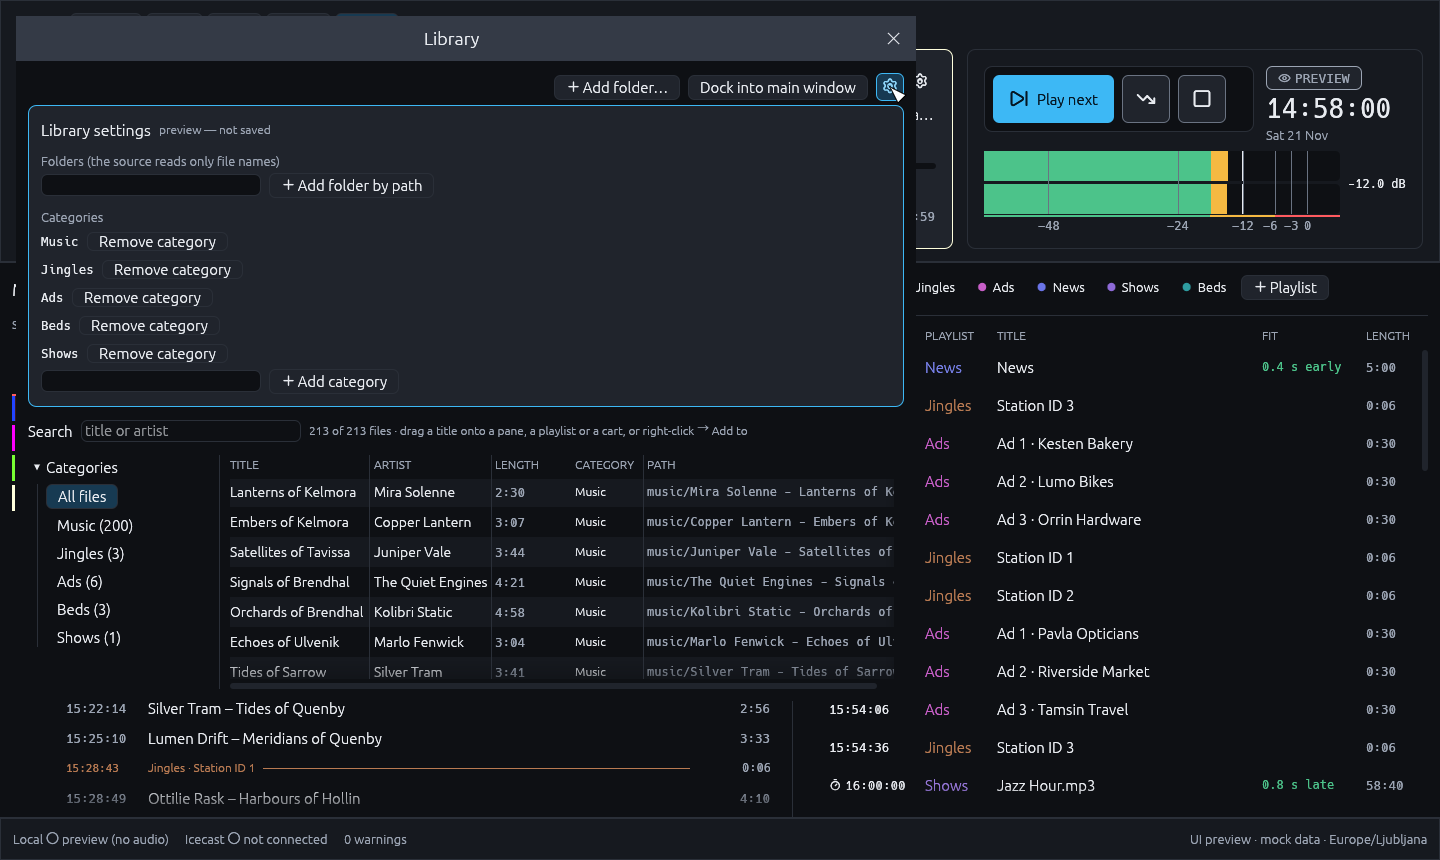 Library
+ Add folder...
Dock into main window
Library settings preview — not saved
Folders (the source reads only file names)
+ Add folder by path
Categories
Music Remove category
Jingles Remove category
Ads Remove category
Beds Remove category
Shows Remove category
+ Add category
Search title or artist 213 of 213 files · drag a title onto a pane, a playlist or a cart, or right-click → Add to
▾ Categories
All files
Music (200)
Jingles (3)
Ads (6)
Beds (3)
Shows (1)
TITLE ARTIST LENGTH CATEGORY PATH
Lanterns of Kelmora Mira Solenne 2:30 Music music/Mira Solenne – Lanterns of K
Embers of Kelmora Copper Lantern 3:07 Music music/Copper Lantern – Embers of K
Satellites of Tavissa Juniper Vale 3:44 Music music/Juniper Vale – Satellites of
Signals of Brendhal The Quiet Engines 4:21 Music music/The Quiet Engines – Signals
Orchards of Brendhal Kolibri Static 4:58 Music music/Kolibri Static – Orchards of
Echoes of Ulvenik Marlo Fenwick 3:04 Music music/Marlo Fenwick – Echoes of Ul
Tides of Sarrow Silver Tram 3:41 Music music/Silver Tram – Tides of Sarro
15:22:14 Silver Tram – Tides of Quenby 2:56
15:25:10 Lumen Drift – Meridians of Quenby 3:33
15:28:43 Jingles · Station ID 1 0:06
15:28:49 Ottilie Rask – Harbours of Hollin 4:10
a...
:59
Play next
PREVIEW
14:58:00
Sat 21 Nov
-12.0 dB
-48 -24 -12 -6 -3 0
Jingles Ads News Shows Beds + Playlist
PLAYLIST TITLE FIT LENGTH
News News 0.4 s early 5:00
Jingles Station ID 3 0:06
Ads Ad 1 · Kesten Bakery 0:30
Ads Ad 2 · Lumo Bikes 0:30
Ads Ad 3 · Orrin Hardware 0:30
Jingles Station ID 1 0:06
Jingles Station ID 2 0:06
Ads Ad 1 · Pavla Opticians 0:30
Ads Ad 2 · Riverside Market 0:30
15:54:06 Ads Ad 3 · Tamsin Travel 0:30
15:54:36 Jingles Station ID 3 0:06
16:00:00 Shows Jazz Hour.mp3 0.8 s late 58:40
Local preview (no audio) Icecast not connected 0 warnings
UI preview · mock data · Europe/Ljubljana